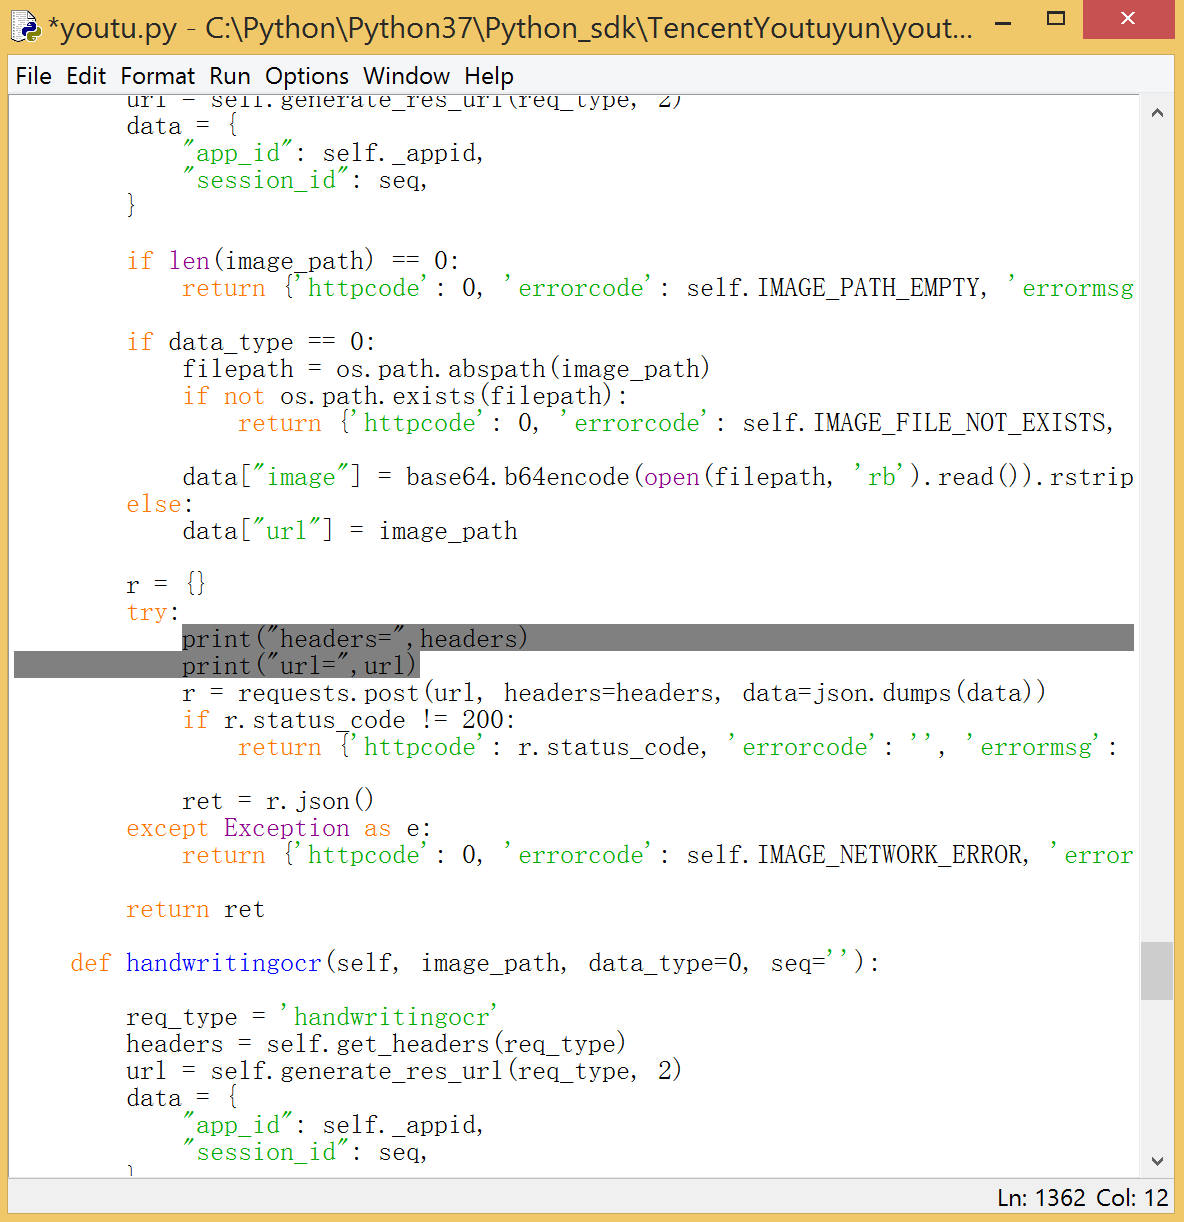 *youtu.py - C:\Python\Python37\Python_sdk\TencentYoutuyun\yout...
File Edit Format Run Options Window Help
        url = self.generate_res_url(req_type, 2)
        data = {
            "app_id": self._appid,
            "session_id": seq,
        }
        if len(image_path) == 0:
            return {'httpcode': 0, 'errorcode': self.IMAGE_PATH_EMPTY, 'errormsg
        if data_type == 0:
            filepath = os.path.abspath(image_path)
            if not os.path.exists(filepath):
                return {'httpcode': 0, 'errorcode': self.IMAGE_FILE_NOT_EXISTS,
            data["image"] = base64.b64encode(open(filepath, 'rb').read()).rstrip
        else:
            data["url"] = image_path
        r = {}
        try:
            print("headers=",headers)
            print("url=",url)
            r = requests.post(url, headers=headers, data=json.dumps(data))
            if r.status_code != 200:
                return {'httpcode': r.status_code, 'errorcode': '', 'errormsg':
            ret = r.json()
        except Exception as e:
            return {'httpcode': 0, 'errorcode': self.IMAGE_NETWORK_ERROR, 'error
        return ret
    def handwritingocr(self, image_path, data_type=0, seq=''):
        req_type = 'handwritingocr'
        headers = self.get_headers(req_type)
        url = self.generate_res_url(req_type, 2)
        data = {
            "app_id": self._appid,
            "session_id": seq,
        }
Ln: 1362 Col: 12